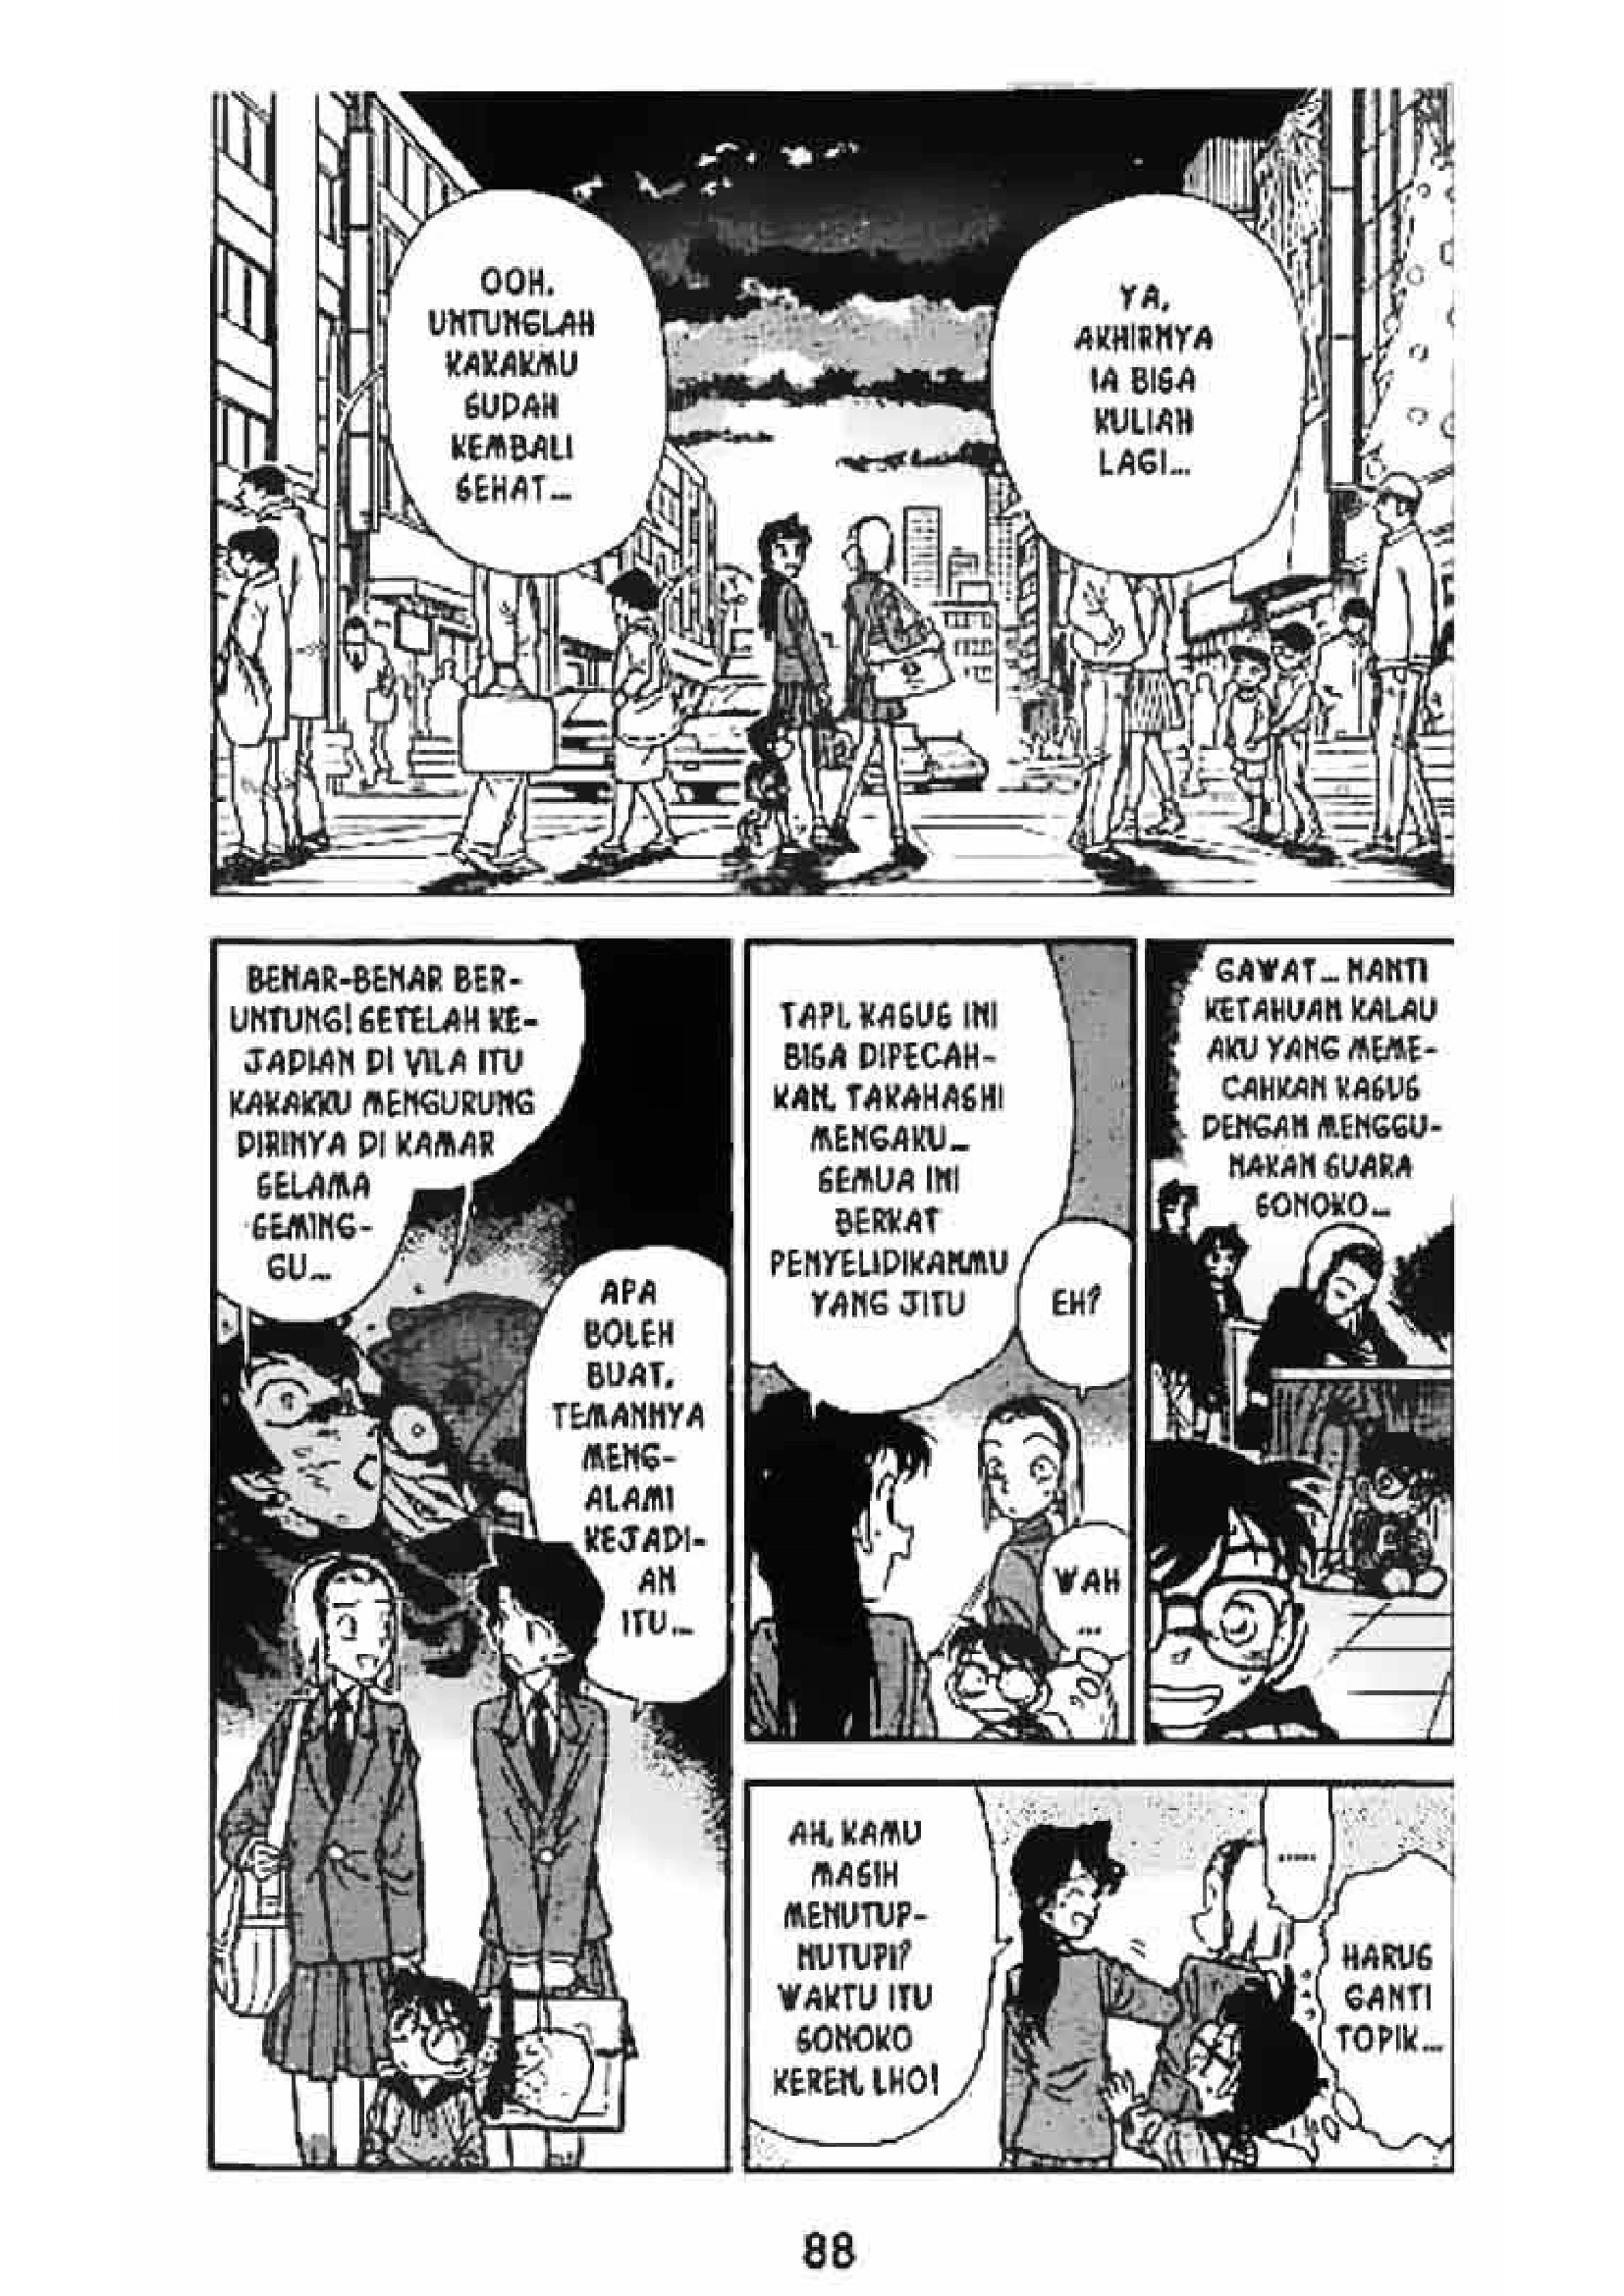 OOH,
UNTUNGLAH
KAKAKMU
SUDAH
KEMBALI
SEHAT...
YA,
AKHIRNYA
IA BISA
KULIAH
LAGI...
BENAR-BENAR BER-
UNTUNG! SETELAH KE-
JADIAN DI VILA ITU
KAKAKKU MENGURUNG
DIRINYA DI KAMAR
SELAMA
SEMING-
GU...
APA
BOLEH
BUAT,
TEMANNYA
MENG-
ALAMI
KEJADI-
AN
ITU...
TAPI, KASUS INI
BISA DIPECAH-
KAN. TAKAHASHI
MENGAKU...
SEMUA INI
BERKAT
PENYELIDIKANMU
YANG JITU
EH?
WAH
...
GAWAT... NANTI
KETAHUAN KALAU
AKU YANG MEME-
CAHKAN KASUS
DENGAN MENGGU-
NAKAN SUARA
SONOKO...
AH, KAMU
MASIH
MENUTUP-
NUTUPI?
WAKTU ITU
SONOKO
KEREN, LHO!
.....
HARUS
GANTI
TOPIK...
88